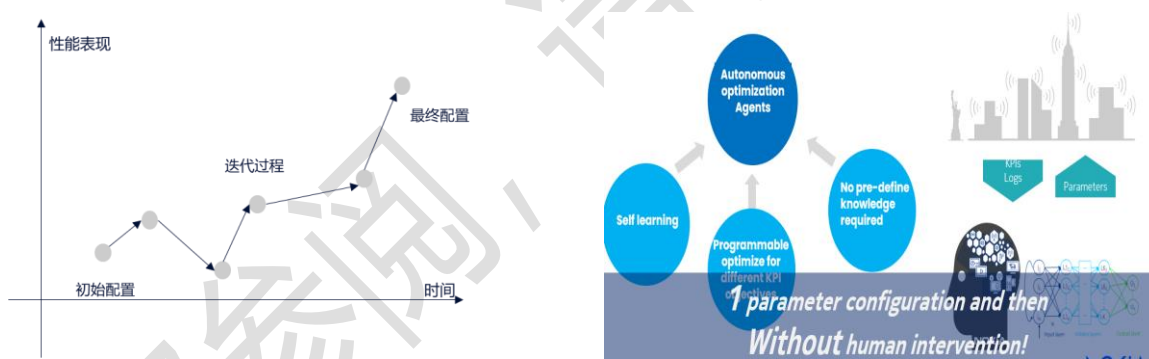 性能表现
最终配置
迭代过程
初始配置
时间
Autonomous
optimization
Agents
Self learning
No pre-define
knowledge
required
Programmable
optimize for
different KPI
objectives
KPIs
Logs
Parameters
1 parameter configuration and then
Without human intervention!